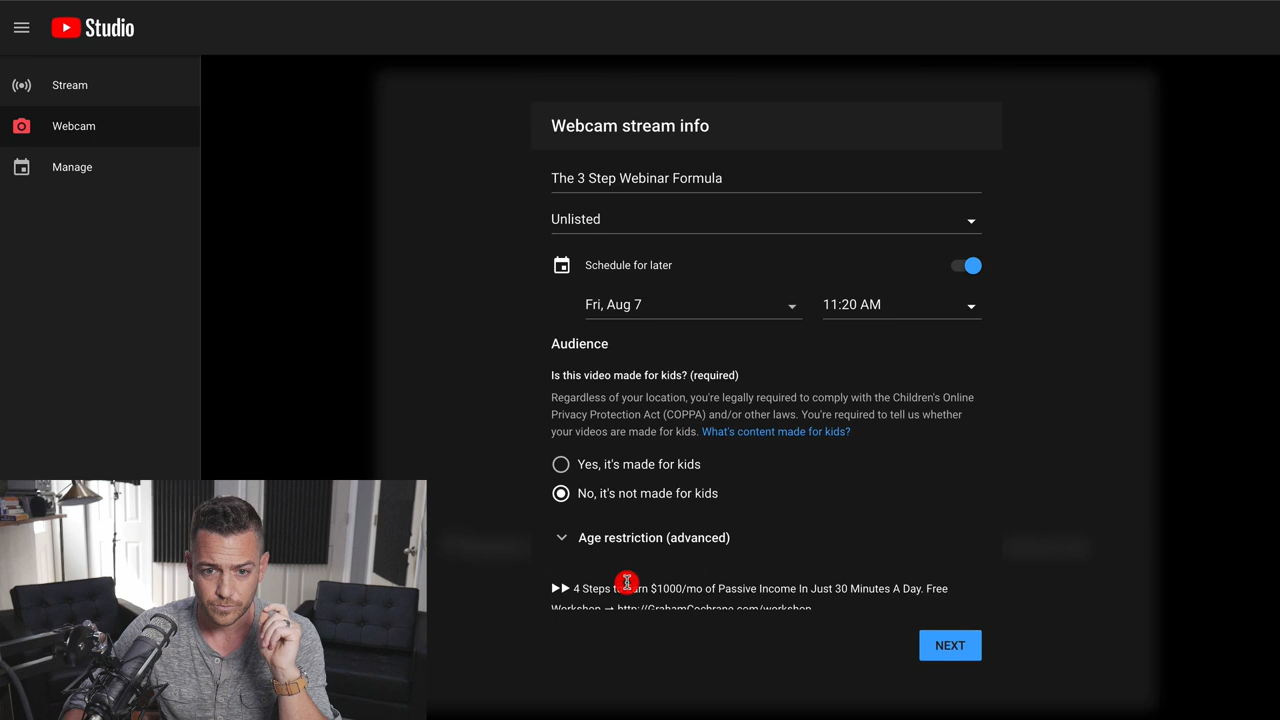 Studio
Stream
Webcam
Manage
Webcam stream info
The 3 Step Webinar Formula
Unlisted
Schedule for later
Fri, Aug 7
11:20 AM
Audience
Is this video made for kids? (required)
Regardless of your location, you're legally required to comply with the Children's Online
Privacy Protection Act (COPPA) and/or other laws. You're required to tell us whether
your videos are made for kids. What's content made for kids?
Yes, it's made for kids
No, it's not made for kids
Age restriction (advanced)
▶▶ 4 Steps $1000/mo of Passive Income In Just 30 Minutes A Day. Free
Workshop → http://GrahamCochrane.com/workshop
NEXT